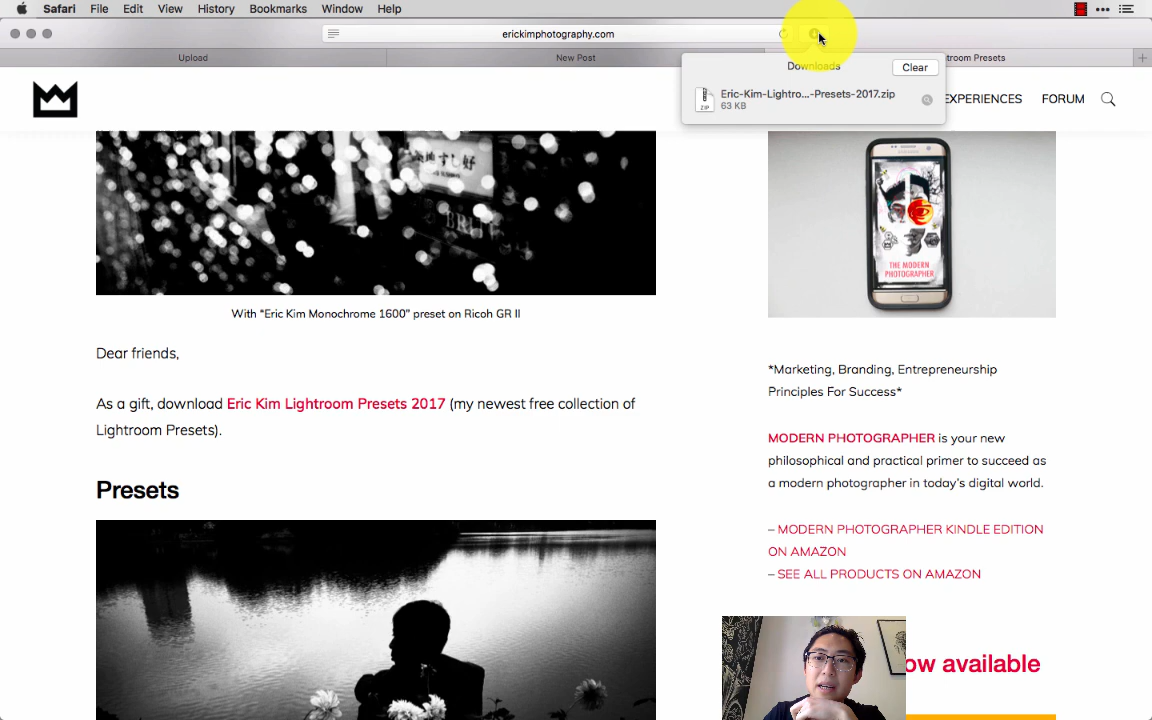 Safari File Edit View History Bookmarks Window Help
erickimphotography.com
Upload New Post troom Presets
Downloads Clear
Eric-Kim-Lightro...-Presets-2017.zip
63 KB
ZIP
EXPERIENCES FORUM
BRU
With “Eric Kim Monochrome 1600” preset on Ricoh GR II
Dear friends,
As a gift, download Eric Kim Lightroom Presets 2017 (my newest free collection of
Lightroom Presets).
Presets
THE MODERN
PHOTOGRAPHER
*Marketing, Branding, Entrepreneurship
Principles For Success*
MODERN PHOTOGRAPHER is your new
philosophical and practical primer to succeed as
a modern photographer in today’s digital world.
– MODERN PHOTOGRAPHER KINDLE EDITION
ON AMAZON
– SEE ALL PRODUCTS ON AMAZON
ow available